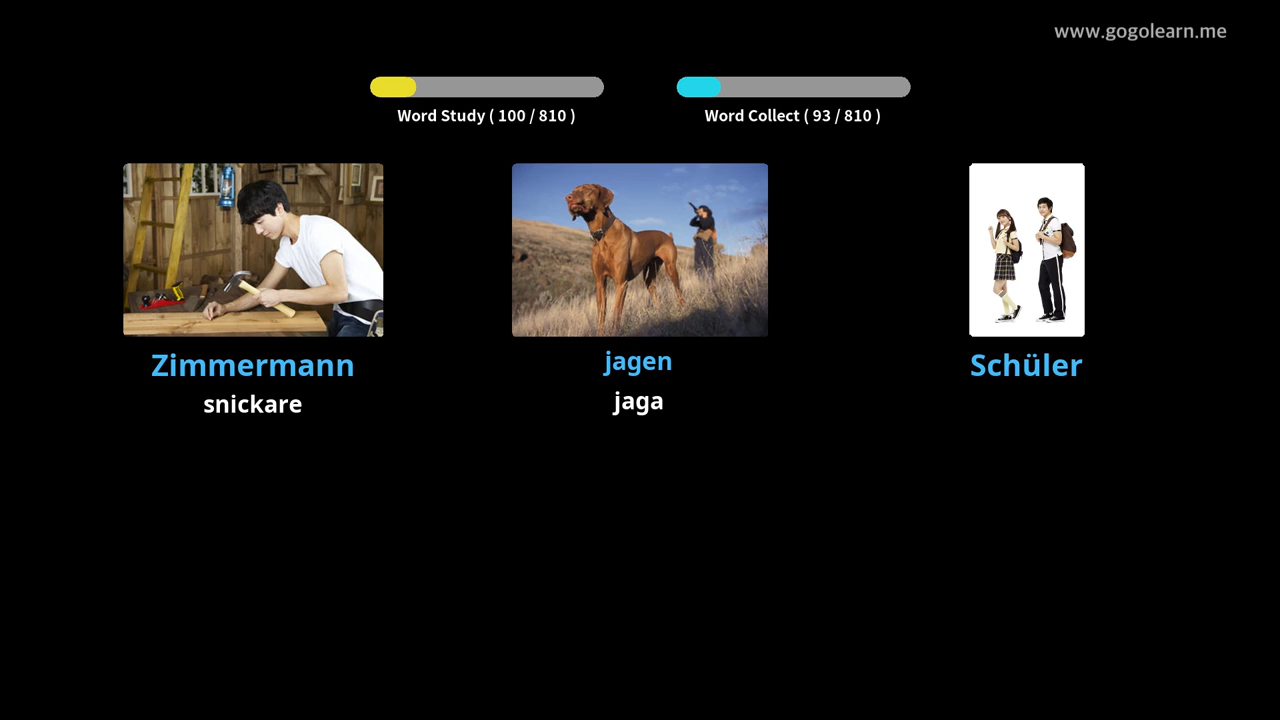 www.gogolearn.me
Word Study ( 100 / 810 )
Word Collect ( 93 / 810 )
Zimmermann
snickare
jagen
jaga
Schüler